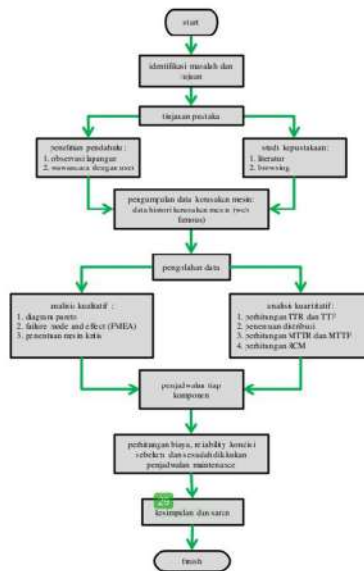 start
identifikasi masalah dan
tujuan
tinjauan pustaka
penelitian pendahulu:
1. observasi lapangan
2. wawancara dengan user
studi kepustakaan:
1. literatur
2. browsing
pengumpulan data kerusakan mesin:
data histori kerusakan mesin
pengolahan data
analisis kualitatif :
1. diagram pareto
2. failure mode and effect (FMEA)
3. penentuan mesin kritis
analisis kuantitatif:
1. perhitungan TTR dan TTF
2. penentuan distribusi
3. perhitungan MTTR dan MTTF
4. perhitungan RCM
penjadwalan tiap
komponen
perhitungan biaya, reliability kondisi
sebelum dan sesudah dilakukan
penjadwalan maintenance
26
kesimpulan dan saran
finish